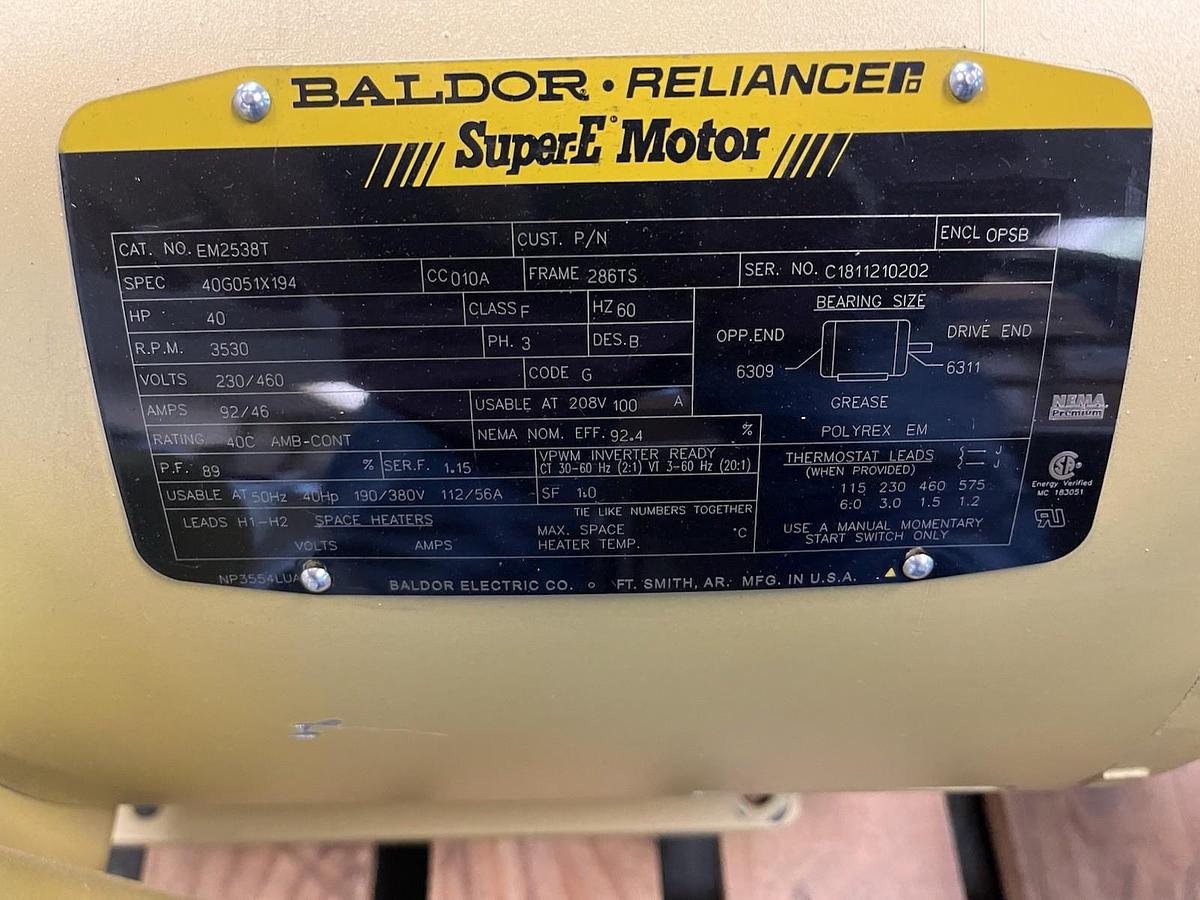 BALDOR • RELIANCE
Super-E® Motor
CAT. NO. EM2538T CUST. P/N ENCL OPSB
SPEC 40G051X194 CC 010A FRAME 286TS SER. NO. C1811210202
HP 40 CLASS F HZ 60
R.P.M. 3530 PH. 3 DES. B
VOLTS 230/460 CODE G
AMPS 92/46 USABLE AT 208V 100 A
RATING 40C AMB-CONT NEMA NOM. EFF. 92.4 %
P.F. 89 % SER.F. 1.15 VPWM INVERTER READY
CT 30-60 Hz (2:1) VT 3-60 Hz (20:1)
USABLE AT 50Hz 40Hp 190/380V 112/56A SF 1.0
LEADS H1-H2 SPACE HEATERS TIE LIKE NUMBERS TOGETHER
VOLTS AMPS MAX. SPACE HEATER TEMP. °C
BEARING SIZE
OPP.END DRIVE END
6309 6311
GREASE
POLYREX EM
THERMOSTAT LEADS J
(WHEN PROVIDED) J
115 230 460 575
6.0 3.0 1.5 1.2
USE A MANUAL MOMENTARY
START SWITCH ONLY
NEMA
Premium
Energy Verified
MC 183051
NP3554LUA BALDOR ELECTRIC CO. FT. SMITH, AR. MFG. IN U.S.A.